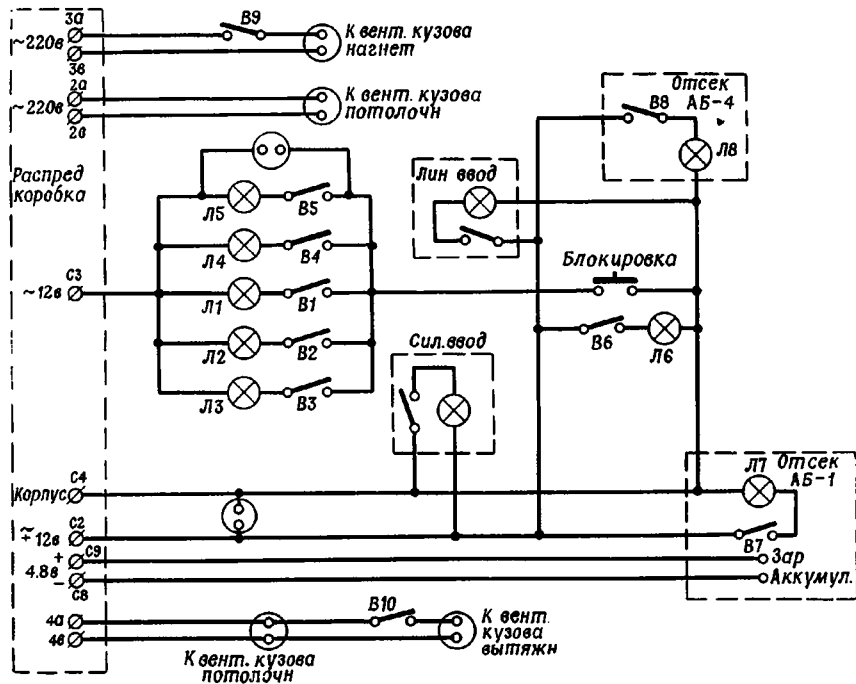 3а
~220в
3в
В9
К вент. кузова
нагнет
2а
~220в
2в
К вент. кузова
потолочн
Отсек
АБ-4
В8
Л8
Распред
коробка
Лин ввод
Л5
В5
Л4
В4
Блокировка
С3
~12в
Л1
В1
Л2
В2
Сил.ввод
В6
Л6
Л3
В3
С4
Корпус
Л7
Отсек
АБ-1
С2
~
+12в
В7
С9
+
4.8в
–
С8
Зар
Аккумул.
4а
4в
В10
К вент.
кузова
вытяжн
К вент. кузова
потолочн